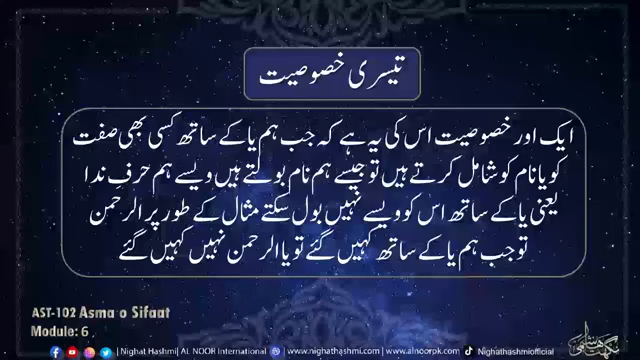 تیسری خصوصیت
ایک اور خصوصیت اس کی یہ ہے کہ جب ہم یا کے ساتھ کسی بھی صفت
کو یا نام کو شامل کرتے ہیں تو جیسے ہم نام بولتے ہیں ویسے ہم حرفِ ندا
یعنی یا کے ساتھ اس کو ویسے نہیں بول سکتے مثال کے طور پر الرحمن
تو جب ہم یا کے ساتھ کہیں گئے تو یا الرحمن نہیں کہیں گئے
AST-102 Asma o Sifaat
Module: 6
| Nighat Hashmi| AL NOOR International | www.nighathashmi.com | www.alnoorpk.com | Nighathashmiofficial